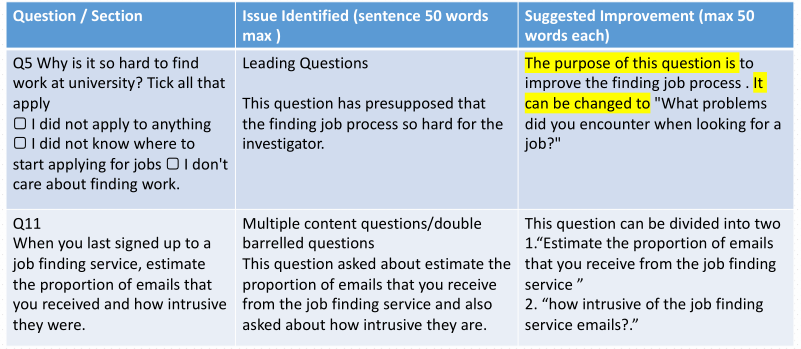 Question / Section
Issue Identified (sentence 50 words
max )
Suggested Improvement (max 50
words each)
Q5 Why is it so hard to find
work at university? Tick all that
apply
▢ I did not apply to anything
▢ I did not know where to
start applying for jobs ▢ I don't
care about finding work.
Leading Questions
This question has presupposed that
the finding job process so hard for the
investigator.
The purpose of this question is to
improve the finding job process . It
can be changed to "What problems
did you encounter when looking for a
job?"
Q11
When you last signed up to a
job finding service, estimate
the proportion of emails that
you received and how intrusive
they were.
Multiple content questions/double
barrelled questions
This question asked about estimate the
proportion of emails that you receive
from the job finding service and also
asked about how intrusive they are.
This question can be divided into two
1.“Estimate the proportion of emails
that you receive from the job finding
service ”
2. “how intrusive of the job finding
service emails?.”